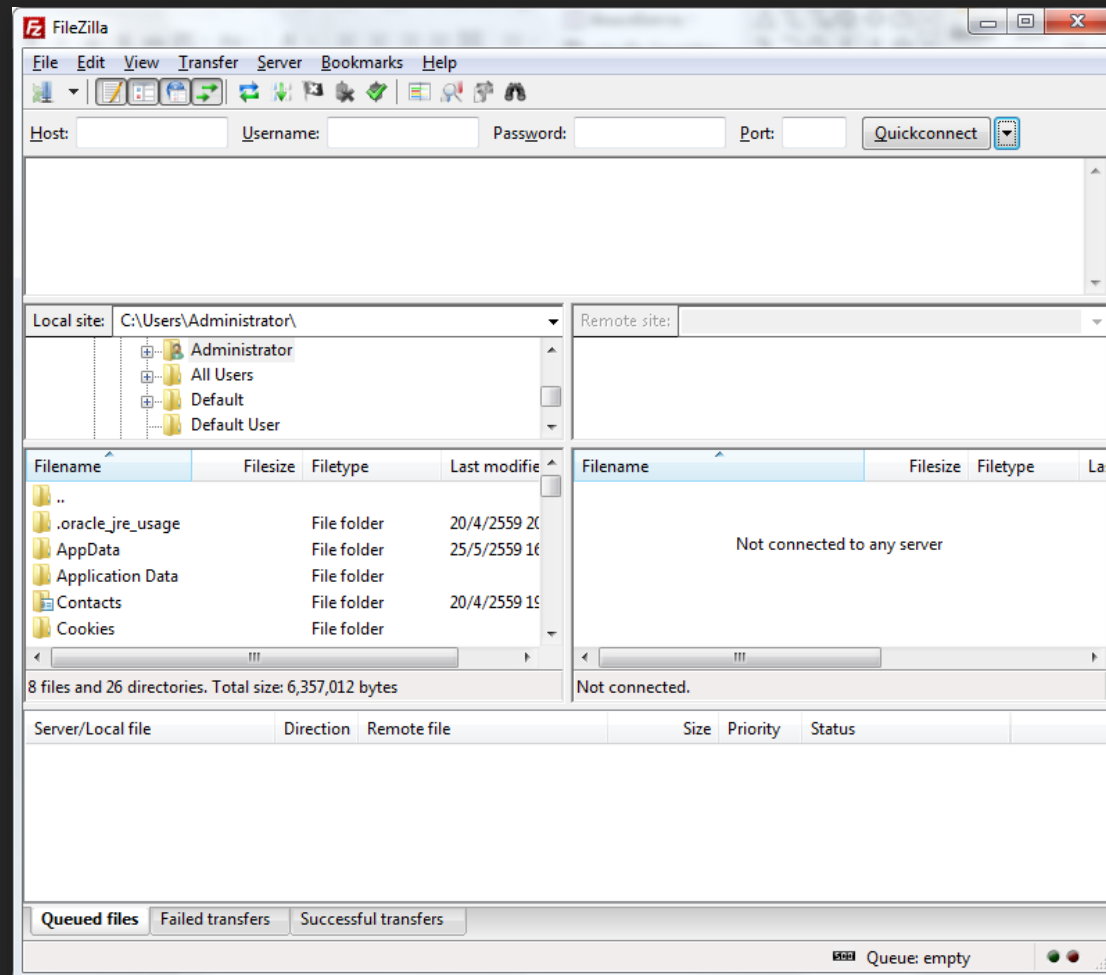 FileZilla
File Edit View Transfer Server Bookmarks Help
Host: Username: Password: Port: Quickconnect
Local site: C:\Users\Administrator\
Administrator
All Users
Default
Default User
Remote site:
Filename Filesize Filetype Last modifie
..
.oracle_jre_usage File folder 20/4/2559 20
AppData File folder 25/5/2559 16
Application Data File folder
Contacts File folder 20/4/2559 19
Cookies File folder
8 files and 26 directories. Total size: 6,357,012 bytes
Filename Filesize Filetype La
Not connected to any server
Not connected.
Server/Local file Direction Remote file Size Priority Status
Queued files Failed transfers Successful transfers
Queue: empty